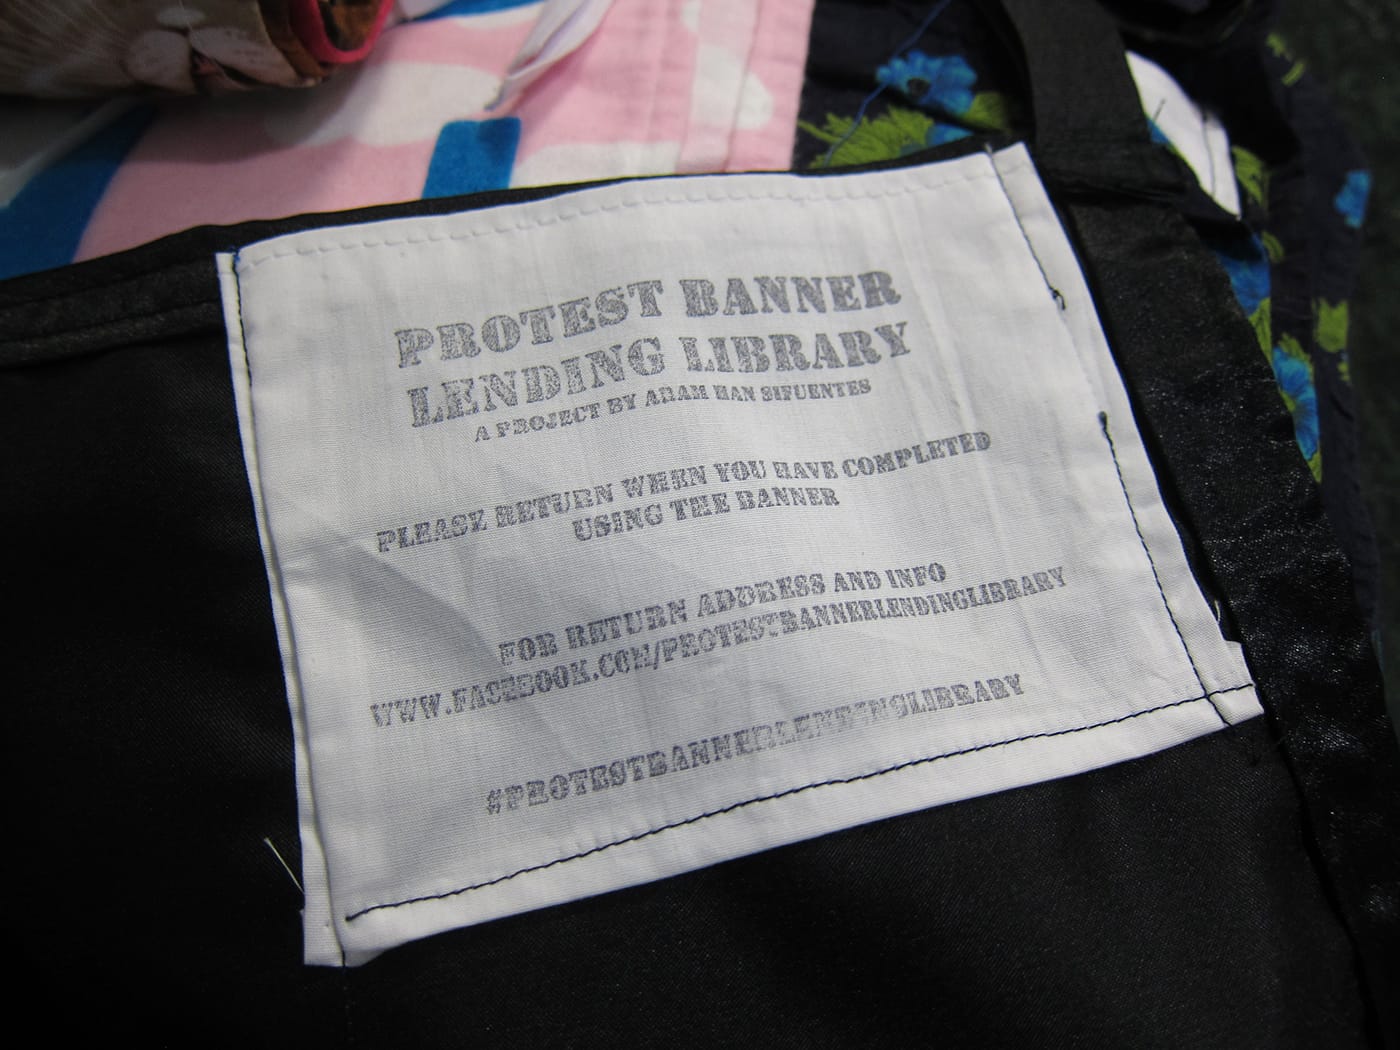 PROTEST BANNER
LENDING LIBRARY
A PROJECT BY ARAM HAN SIFUENTES
PLEASE RETURN WHEN YOU HAVE COMPLETED
USING THE BANNER
FOR RETURN ADDRESS AND INFO
WWW.FACEBOOK.COM/PROTESTBANNERLENDINGLIBRARY
#PROTESTBANNERLENDINGLIBRARY